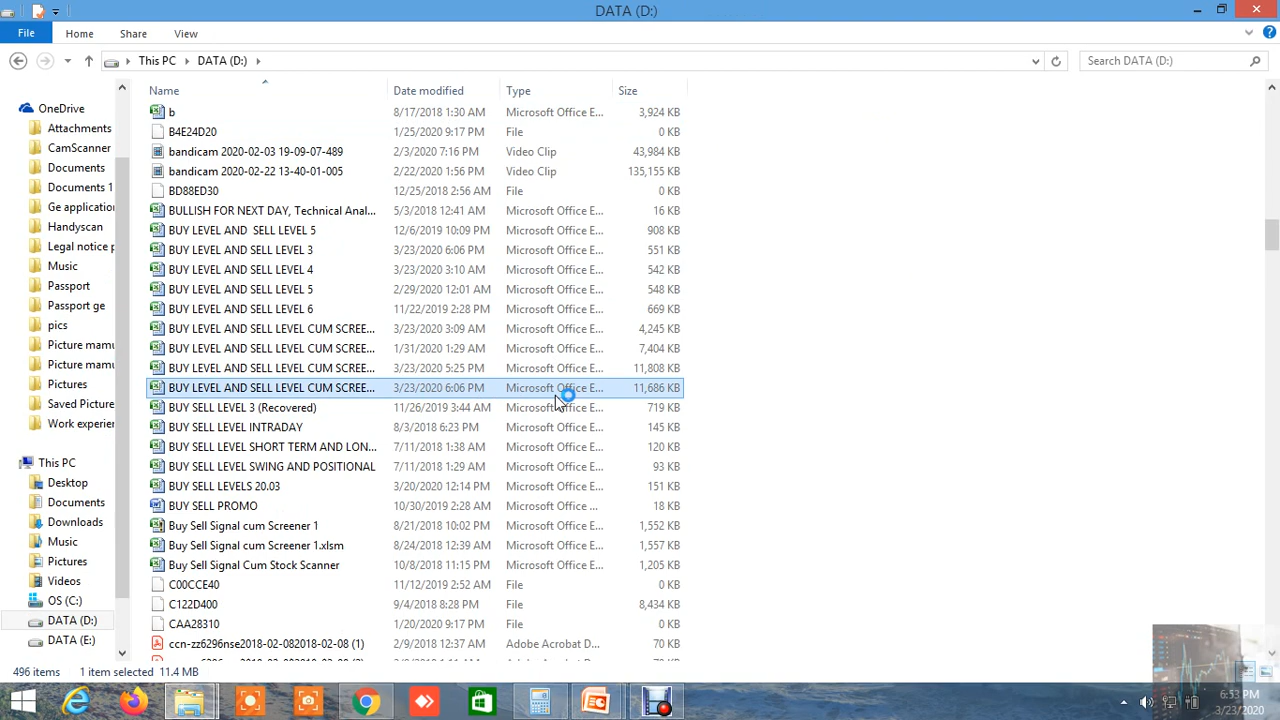 DATA (D:)
File Home Share View
This PC DATA (D:) Search DATA (D:)
Name Date modified Type Size
OneDrive
Attachments
CamScanner
Documents
Documents 1
Ge applicatio
Handyscan
Legal notice p
Music
Passport
Passport ge
pics
Picture mamu
Picture mamu
Pictures
Saved Picture
Work experier
This PC
Desktop
Documents
Downloads
Music
Pictures
Videos
OS (C:)
DATA (D:)
DATA (E:)
b 8/17/2018 1:30 AM Microsoft Office E... 3,924 KB
B4E24D20 1/25/2020 9:17 PM File 0 KB
bandicam 2020-02-03 19-09-07-489 2/3/2020 7:16 PM Video Clip 43,984 KB
bandicam 2020-02-22 13-40-01-005 2/22/2020 1:56 PM Video Clip 135,155 KB
BD88ED30 12/25/2018 2:56 AM File 0 KB
BULLISH FOR NEXT DAY, Technical Anal... 5/3/2018 12:41 AM Microsoft Office E... 16 KB
BUY LEVEL AND SELL LEVEL 5 12/6/2019 10:09 PM Microsoft Office E... 908 KB
BUY LEVEL AND SELL LEVEL 3 3/23/2020 6:06 PM Microsoft Office E... 551 KB
BUY LEVEL AND SELL LEVEL 4 3/23/2020 3:10 AM Microsoft Office E... 542 KB
BUY LEVEL AND SELL LEVEL 5 2/29/2020 12:01 AM Microsoft Office E... 548 KB
BUY LEVEL AND SELL LEVEL 6 11/22/2019 2:28 PM Microsoft Office E... 669 KB
BUY LEVEL AND SELL LEVEL CUM SCREE... 3/23/2020 3:09 AM Microsoft Office E... 4,245 KB
BUY LEVEL AND SELL LEVEL CUM SCREE... 1/31/2020 1:29 AM Microsoft Office E... 7,404 KB
BUY LEVEL AND SELL LEVEL CUM SCREE... 3/23/2020 5:25 PM Microsoft Office E... 11,808 KB
BUY LEVEL AND SELL LEVEL CUM SCREE... 3/23/2020 6:06 PM Microsoft Office E... 11,686 KB
BUY SELL LEVEL 3 (Recovered) 11/26/2019 3:44 AM Microsoft Office E... 719 KB
BUY SELL LEVEL INTRADAY 8/3/2018 6:23 PM Microsoft Office E... 145 KB
BUY SELL LEVEL SHORT TERM AND LON... 7/11/2018 1:38 AM Microsoft Office E... 120 KB
BUY SELL LEVEL SWING AND POSITIONAL 7/11/2018 1:29 AM Microsoft Office E... 93 KB
BUY SELL LEVELS 20.03 3/20/2020 12:14 PM Microsoft Office E... 151 KB
BUY SELL PROMO 10/30/2019 2:28 AM Microsoft Office ... 18 KB
Buy Sell Signal cum Screener 1 8/21/2018 10:02 PM Microsoft Office E... 1,552 KB
Buy Sell Signal cum Screener 1.xlsm 8/24/2018 12:39 AM Microsoft Office E... 1,557 KB
Buy Sell Signal Cum Stock Scanner 10/8/2018 11:15 PM Microsoft Office E... 1,205 KB
C00CCE40 11/12/2019 2:52 AM File 0 KB
C122D400 9/4/2018 8:28 PM File 8,434 KB
CAA28310 1/20/2020 9:17 PM File 0 KB
ccn-zz6296nse2018-02-082018-02-08 (1) 2/9/2018 12:37 AM Adobe Acrobat D... 70 KB
496 items 1 item selected 11.4 MB
6:53 PM
3/23/2020